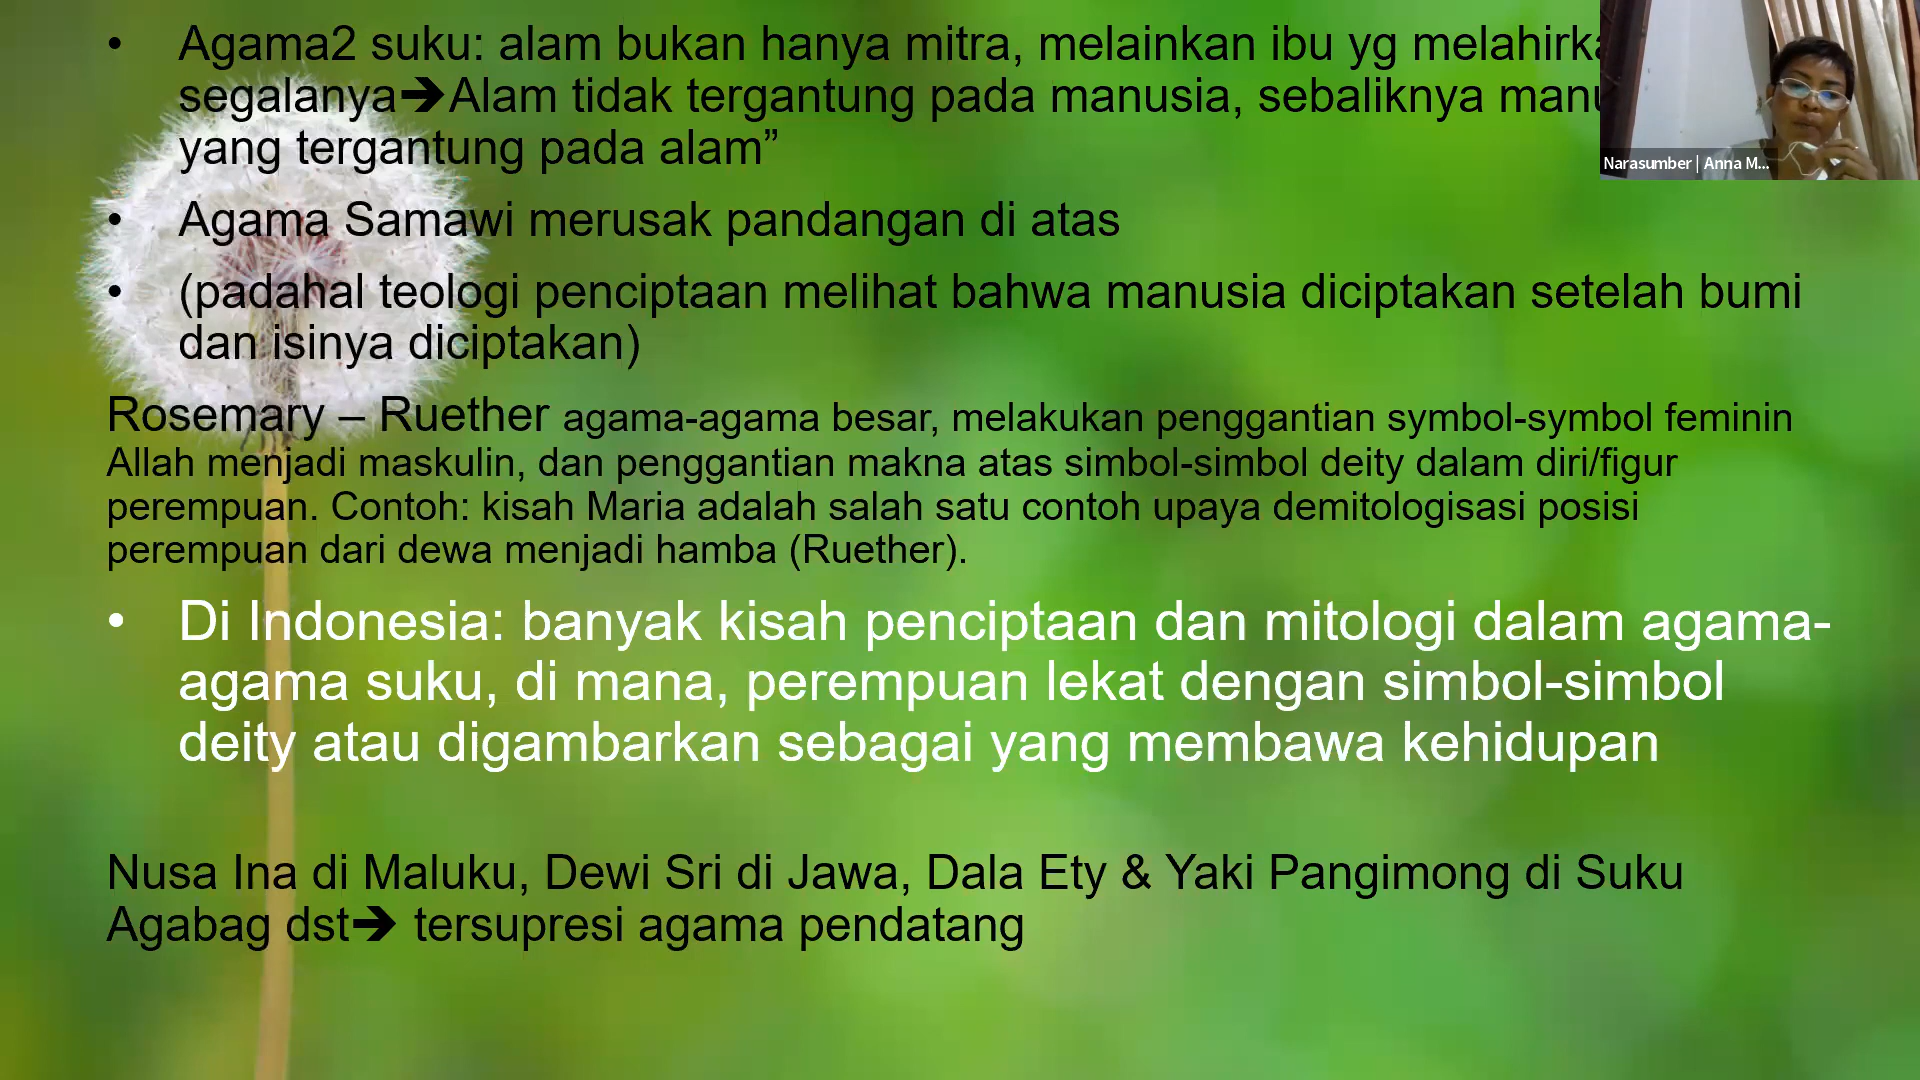 • Agama2 suku: alam bukan hanya mitra, melainkan ibu yg
segalanya➔Alam tidak tergantung pada manusia, sebaliknya
yang tergantung pada alam”
• Agama Samawi merusak pandangan di atas
• (padahal teologi penciptaan melihat bahwa manusia diciptakan setelah bumi
dan isinya diciptakan)
Rosemary – Ruether agama-agama besar, melakukan penggantian symbol-symbol feminin
Allah menjadi maskulin, dan penggantian makna atas simbol-simbol deity dalam diri/figur
perempuan. Contoh: kisah Maria adalah salah satu contoh upaya demitologisasi posisi
perempuan dari dewa menjadi hamba (Ruether).
• Di Indonesia: banyak kisah penciptaan dan mitologi dalam agama-
agama suku, di mana, perempuan lekat dengan simbol-simbol
deity atau digambarkan sebagai yang membawa kehidupan
Nusa Ina di Maluku, Dewi Sri di Jawa, Dala Ety & Yaki Pangimong di Suku
Agabag dst➔ tersupresi agama pendatang
Narasumber | Anna M...